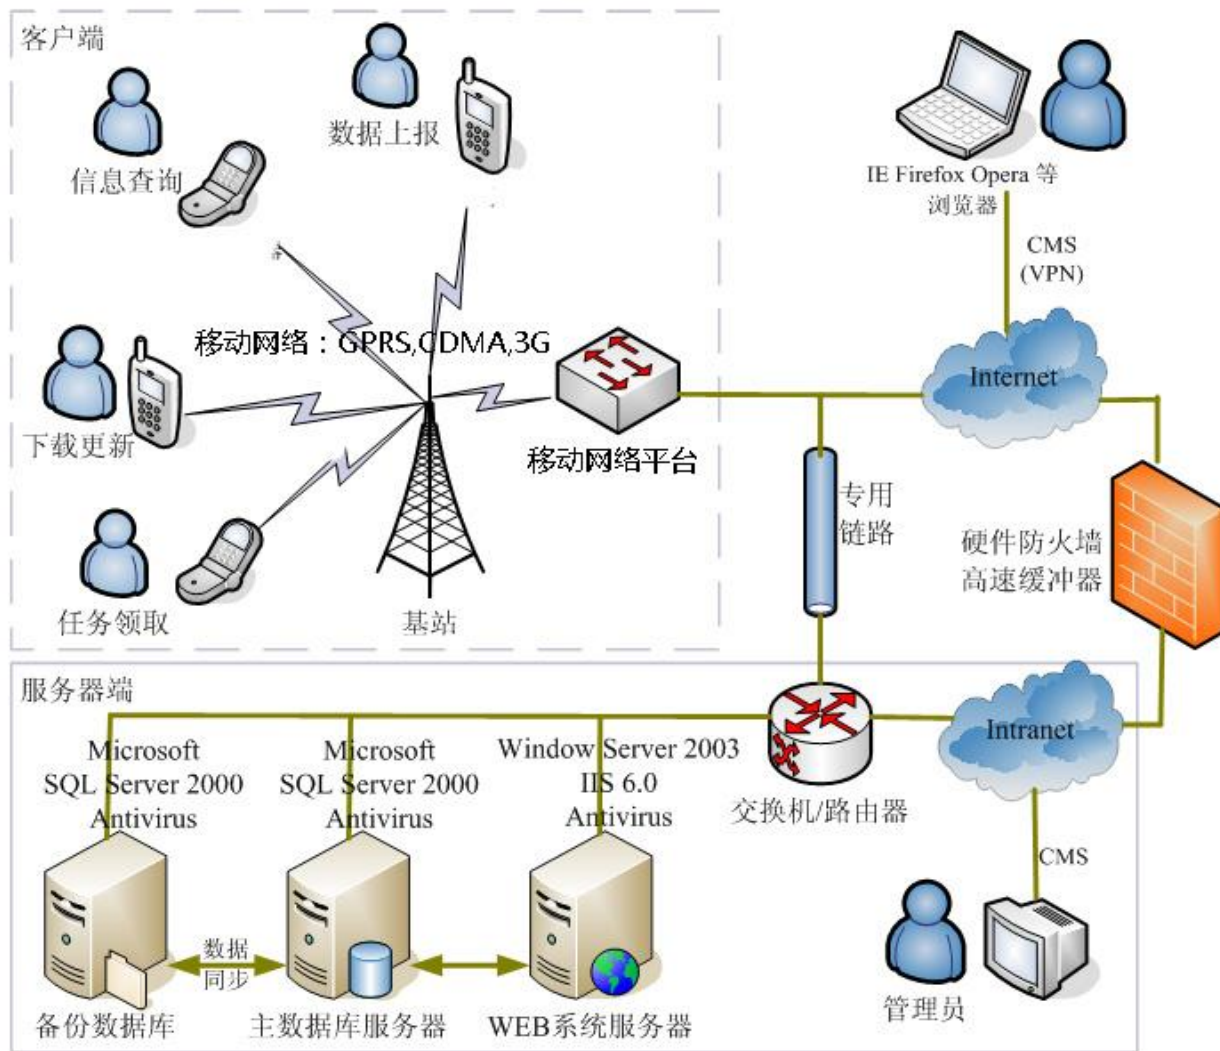 客户端
数据上报
信息查询
IE Firefox Opera 等
浏览器
CMS
(VPN)
移动网络：GPRS,CDMA,3G
Internet
下载更新
移动网络平台
专用
链路
硬件防火墙
高速缓冲器
任务领取
基站
服务器端
Microsoft
SQL Server 2000
Antivirus
Microsoft
SQL Server 2000
Antivirus
Window Server 2003
IIS 6.0
Antivirus
Intranet
交换机/路由器
CMS
数据
同步
管理员
备份数据库
主数据库服务器
WEB系统服务器